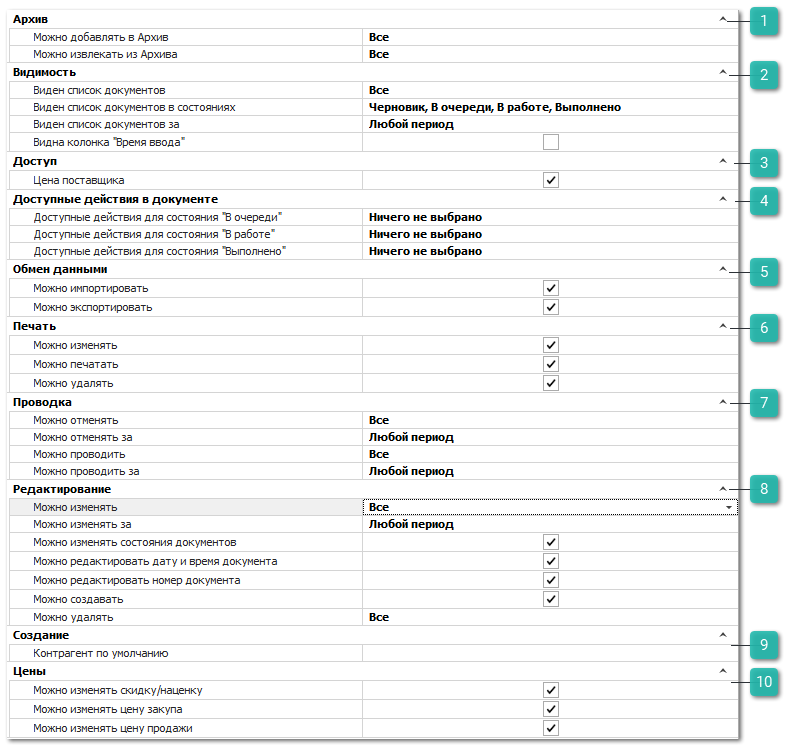 Архив
1
Можно добавлять в Архив Все
Можно извлекать из Архива Все
Видимость
2
Виден список документов Все
Виден список документов в состояниях Черновик, В очереди, В работе, Выполнено
Виден список документов за Любой период
Видна колонка "Время ввода"
Доступ
3
Цена поставщика
Доступные действия в документе
4
Доступные действия для состояния "В очереди" Ничего не выбрано
Доступные действия для состояния "В работе" Ничего не выбрано
Доступные действия для состояния "Выполнено" Ничего не выбрано
Обмен данными
5
Можно импортировать
Можно экспортировать
Печать
6
Можно изменять
Можно печатать
Можно удалять
Проводка
7
Можно отменять Все
Можно отменять за Любой период
Можно проводить Все
Можно проводить за Любой период
Редактирование
8
Можно изменять Все
Можно изменять за Любой период
Можно изменять состояния документов
Можно редактировать дату и время документа
Можно редактировать номер документа
Можно создавать
Можно удалять Все
Создание
9
Контрагент по умолчанию
Цены
10
Можно изменять скидку/наценку
Можно изменять цену закупа
Можно изменять цену продажи